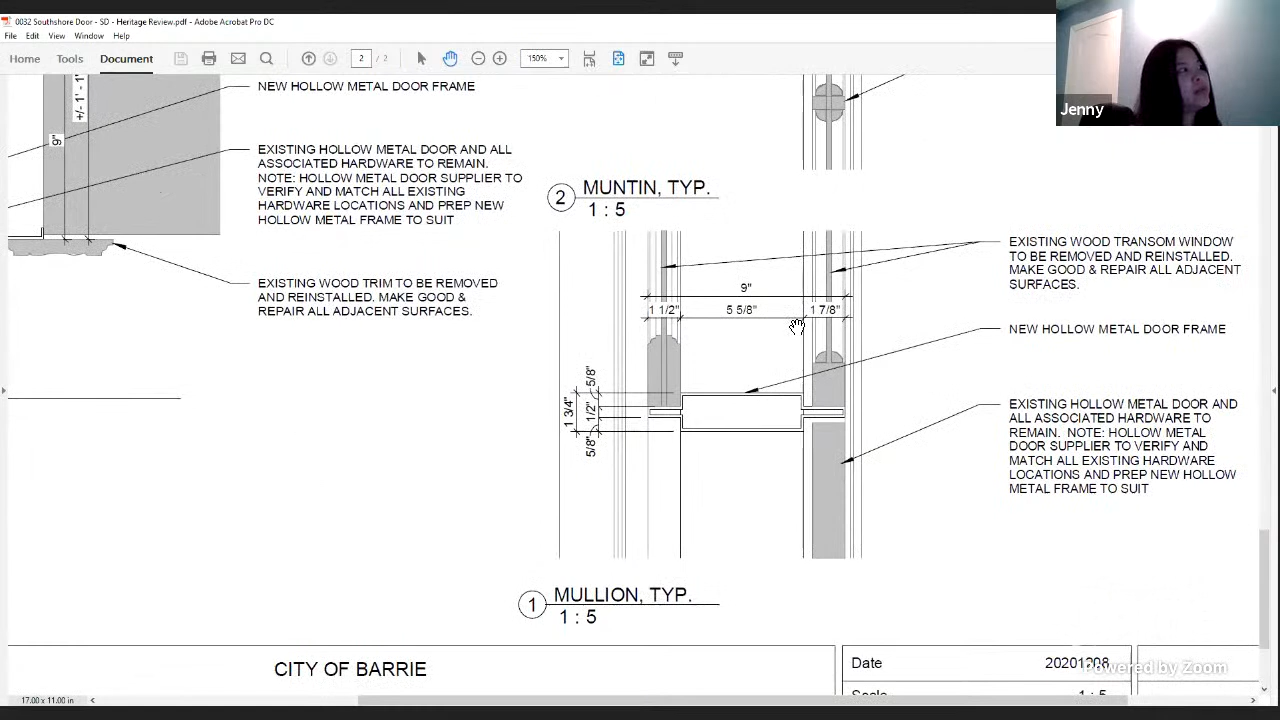 0032 Southshore Door - SD - Heritage Review.pdf - Adobe Acrobat Pro DC
File Edit View Window Help
Home Tools Document 2 / 2 150%
Jenny
+/- 1' - 1"
9"
NEW HOLLOW METAL DOOR FRAME
EXISTING HOLLOW METAL DOOR AND ALL
ASSOCIATED HARDWARE TO REMAIN.
NOTE: HOLLOW METAL DOOR SUPPLIER TO
VERIFY AND MATCH ALL EXISTING
HARDWARE LOCATIONS AND PREP NEW
HOLLOW METAL FRAME TO SUIT
EXISTING WOOD TRIM TO BE REMOVED
AND REINSTALLED. MAKE GOOD &
REPAIR ALL ADJACENT SURFACES.
2 MUNTIN, TYP.
1 : 5
9"
1 1/2" 5 5/8" 1 7/8"
5/8"
1 3/4" 1/2"
5/8"
EXISTING WOOD TRANSOM WINDOW
TO BE REMOVED AND REINSTALLED.
MAKE GOOD & REPAIR ALL ADJACENT
SURFACES.
NEW HOLLOW METAL DOOR FRAME
EXISTING HOLLOW METAL DOOR AND
ALL ASSOCIATED HARDWARE TO
REMAIN. NOTE: HOLLOW METAL
DOOR SUPPLIER TO VERIFY AND
MATCH ALL EXISTING HARDWARE
LOCATIONS AND PREP NEW HOLLOW
METAL FRAME TO SUIT
1 MULLION, TYP.
1 : 5
CITY OF BARRIE
Date 20201208
Powered by Zoom
Scale 1 : 5
17.00 x 11.00 in